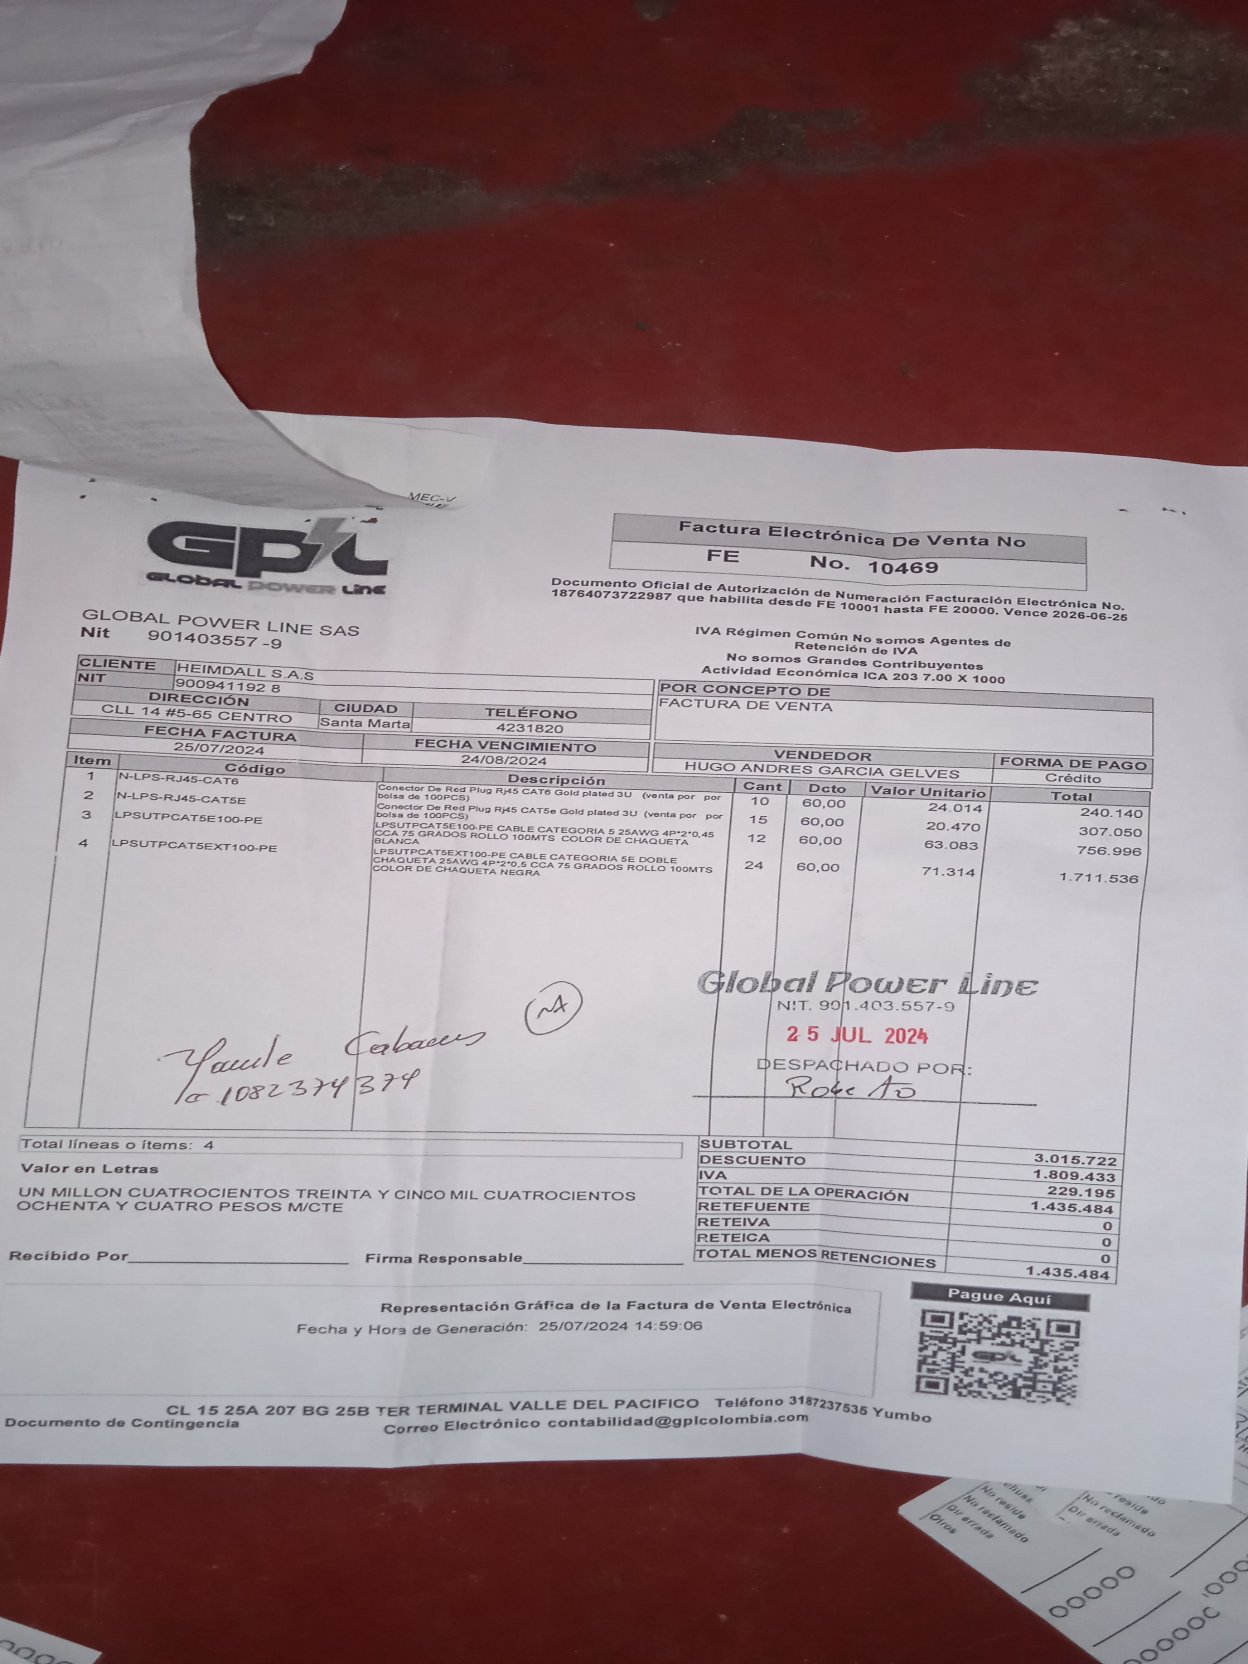 MEC-V
GPL
GLOBAL POWER LINE
Factura Electrónica De Venta No
FE No. 10469
Documento Oficial de Autorización de Numeración Facturación Electrónica No.
18764073722987 que habilita desde FE 10001 hasta FE 20000. Vence 2026-06-25
GLOBAL POWER LINE SAS
Nit 901403557 -9
IVA Régimen Común No somos Agentes de
Retención de IVA
No somos Grandes Contribuyentes
Actividad Económica ICA 203 7.00 X 1000
CLIENTE HEIMDALL S.A.S
NIT 900941192 8
DIRECCIÓN CIUDAD TELÉFONO
CLL 14 #5-65 CENTRO Santa Marta 4231820
POR CONCEPTO DE
FACTURA DE VENTA
FECHA FACTURA FECHA VENCIMIENTO
25/07/2024 24/08/2024
VENDEDOR FORMA DE PAGO
HUGO ANDRES GARCIA GELVES Crédito
Item Código Descripción Cant Dcto Valor Unitario Total
1 N-LPS-RJ45-CAT6 Conector De Red Plug Rj45 CAT6 Gold plated 3U (venta por por 10 60,00 24.014 240.140
bolsa de 100PCS)
2 N-LPS-RJ45-CAT5E Conector De Red Plug Rj45 CAT5e Gold plated 3U (venta por por 15 60,00 20.470 307.050
bolsa de 100PCS)
3 LPSUTPCAT5E100-PE LPSUTPCAT5E100-PE CABLE CATEGORIA 5 25AWG 4P*2*0,45 12 60,00 63.083 756.996
CCA 75 GRADOS ROLLO 100MTS COLOR DE CHAQUETA
BLANCA
4 LPSUTPCAT5EXT100-PE LPSUTPCAT5EXT100-PE CABLE CATEGORIA 5E DOBLE 24 60,00 71.314 1.711.536
CHAQUETA 25AWG 4P*2*0,5 CCA 75 GRADOS ROLLO 100MTS
COLOR DE CHAQUETA NEGRA
Global Power Line
NIT. 901.403.557-9
25 JUL 2024
DESPACHADO POR:
Roberto
1082374374
Total líneas o ítems: 4
Valor en Letras
UN MILLON CUATROCIENTOS TREINTA Y CINCO MIL CUATROCIENTOS
OCHENTA Y CUATRO PESOS M/CTE
SUBTOTAL 3.015.722
DESCUENTO 1.809.433
IVA 229.195
TOTAL DE LA OPERACIÓN 1.435.484
RETEFUENTE 0
RETEIVA 0
RETEICA 0
TOTAL MENOS RETENCIONES 1.435.484
Recibido Por Firma Responsable
Representación Gráfica de la Factura de Venta Electrónica
Fecha y Hora de Generación: 25/07/2024 14:59:06
Pague Aquí
GPL
CL 15 25A 207 BG 25B TER TERMINAL VALLE DEL PACIFICO Teléfono 3187237535 Yumbo
Documento de Contingencia Correo Electrónico contabilidad@gplcolombia.com
No reside
No reclamado
Dir errada
Otros
No reclamado
Dir errada